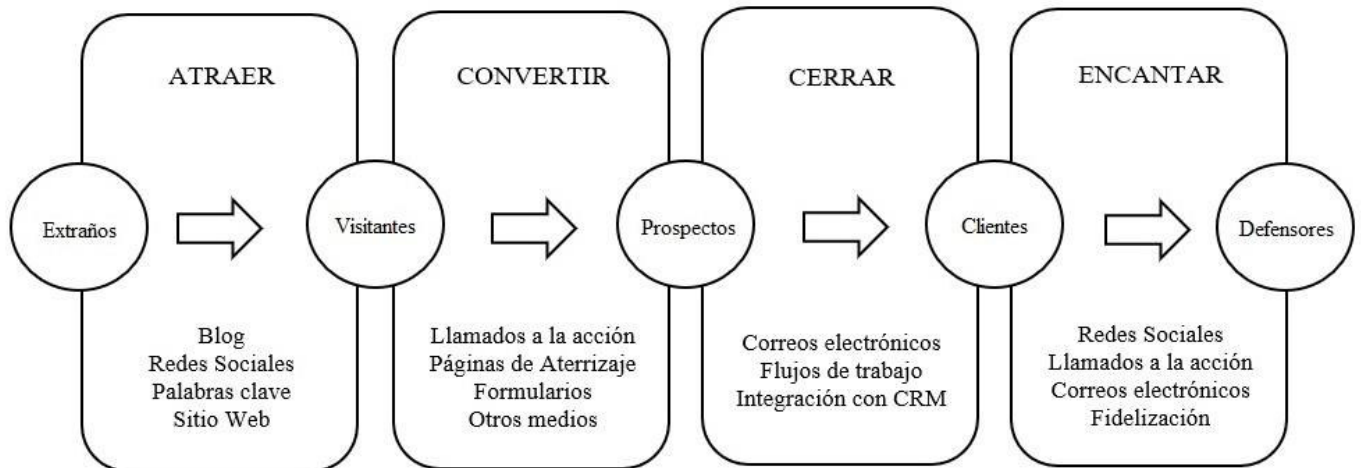 ATRAER
CONVERTIR
CERRAR
ENCANTAR
Extraños
Visitantes
Prospectos
Clientes
Defensores
Blog
Redes Sociales
Palabras clave
Sitio Web
Llamados a la acción
Páginas de Aterrizaje
Formularios
Otros medios
Correos electrónicos
Flujos de trabajo
Integración con CRM
Redes Sociales
Llamados a la acción
Correos electrónicos
Fidelización